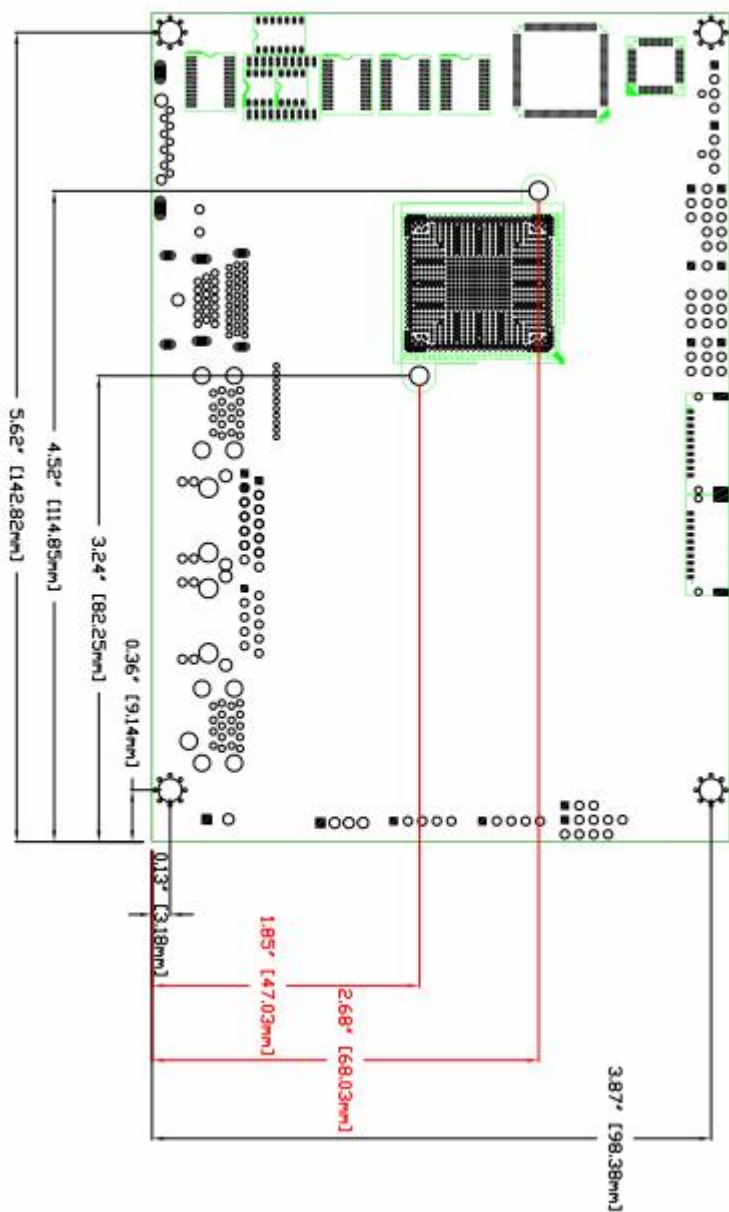 5.62" [142.82mm]
4.52" [114.85mm]
3.24" [82.25mm]
0.36" [9.14mm]
0.13" [3.18mm]
1.85" [47.03mm]
2.68" [68.03mm]
3.87" [98.38mm]